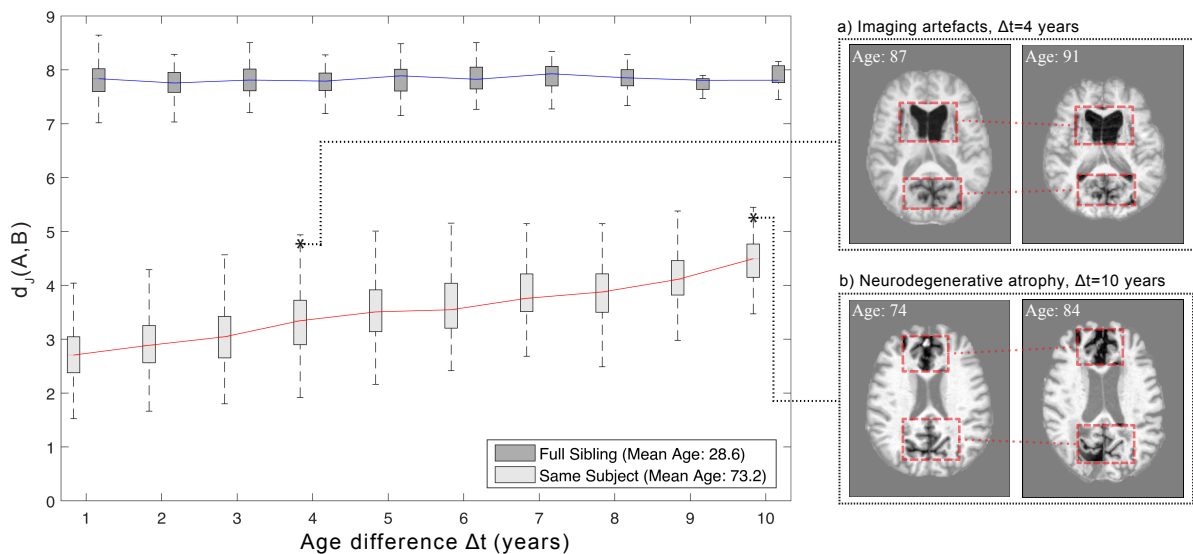 9
8
7
6
5
4
3
2
1
0
d_J(A,B)
1 2 3 4 5 6 7 8 9 10
Age difference Δt (years)
Full Sibling (Mean Age: 28.6)
Same Subject (Mean Age: 73.2)
a) Imaging artefacts, Δt=4 years
Age: 87
Age: 91
b) Neurodegenerative atrophy, Δt=10 years
Age: 74
Age: 84